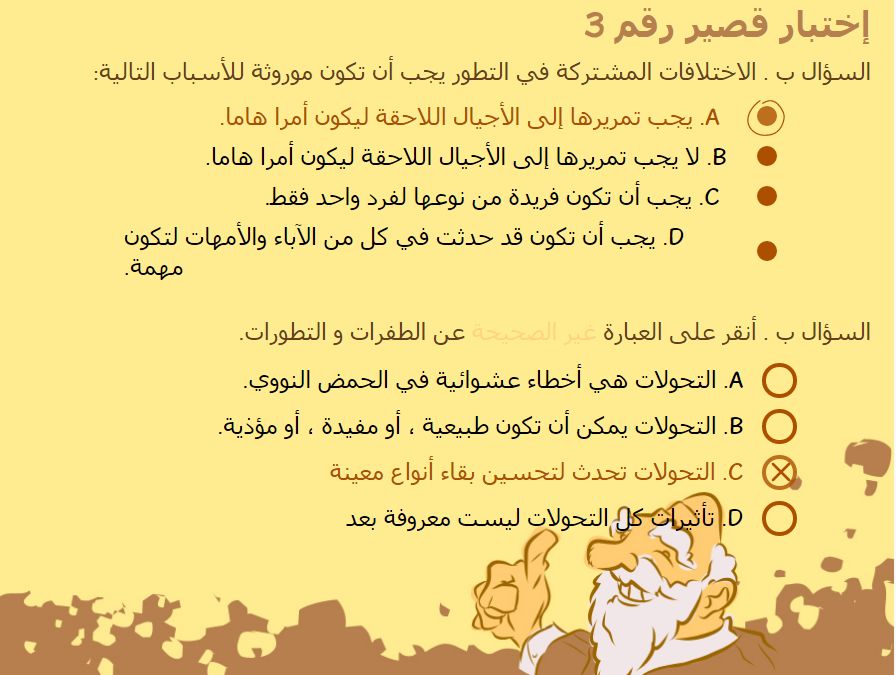 إختبار قصير رقم 3
السؤال ب . الاختلافات المشتركة في التطور يجب أن تكون موروثة للأسباب التالية:
A. يجب تمريرها إلى الأجيال اللاحقة ليكون أمرا هاما.
B. لا يجب تمريرها إلى الأجيال اللاحقة ليكون أمرا هاما.
C. يجب أن تكون فريدة من نوعها لفرد واحد فقط.
D. يجب أن تكون قد حدثت في كل من الآباء والأمهات لتكون
مهمة.
السؤال ب . أنقر على العبارة غير الصحيحة عن الطفرات و التطورات.
A. التحولات هي أخطاء عشوائية في الحمض النووي.
B. التحولات يمكن أن تكون طبيعية ، أو مفيدة ، أو مؤذية.
C. التحولات تحدث لتحسين بقاء أنواع معينة
D. تأثيرات كل التحولات ليست معروفة بعد